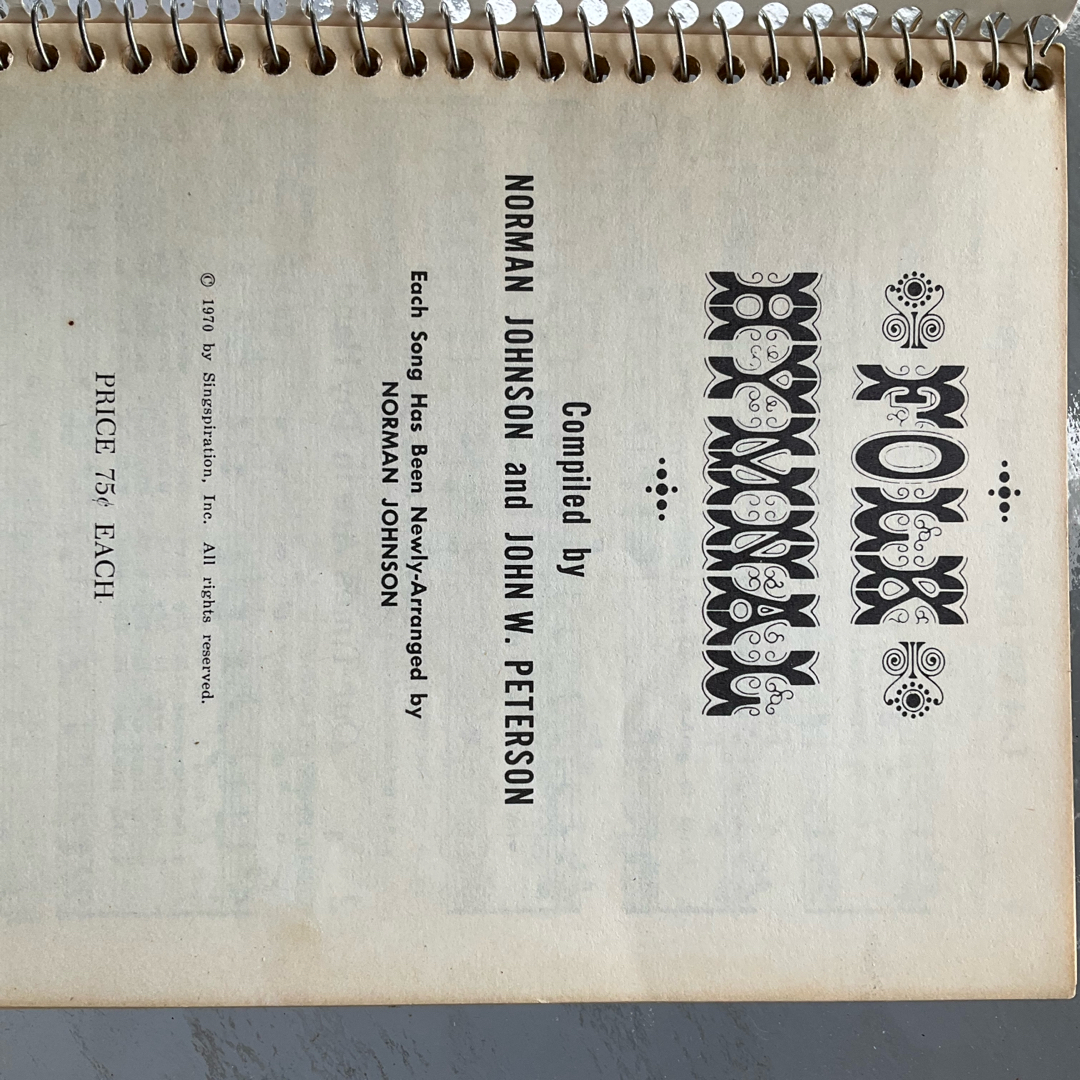 FOLK
HYMNAL
Compiled by
NORMAN JOHNSON and JOHN W. PETERSON
Each Song Has Been Newly-Arranged by
NORMAN JOHNSON
© 1970 by Singspiration, Inc. All rights reserved.
PRICE 75¢ EACH